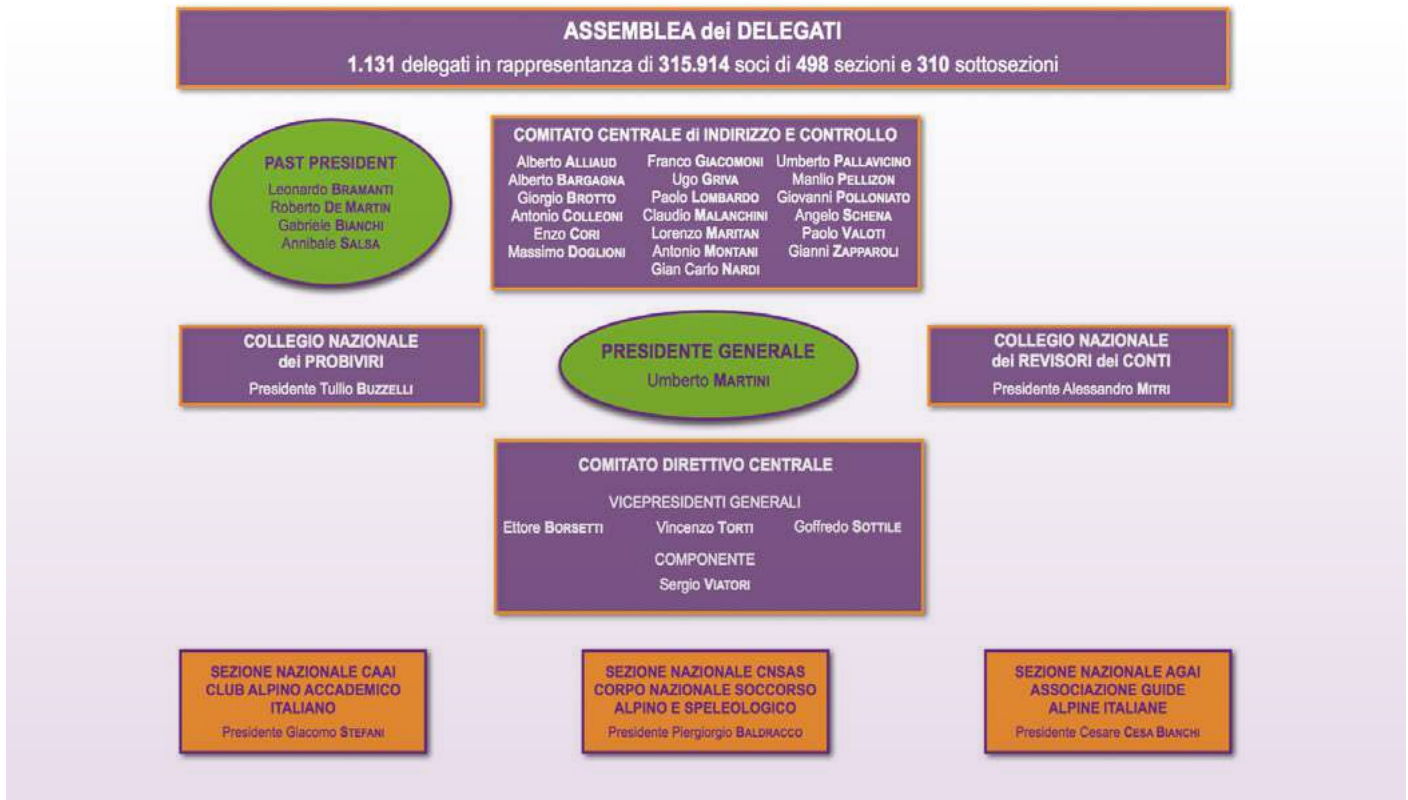 ASSEMBLEA dei DELEGATI
1.131 delegati in rappresentanza di 315.914 soci di 498 sezioni e 310 sottosezioni
PAST PRESIDENT
Leonardo BRAMANTI
Roberto DE MARTIN
Gabriele BIANCHI
Annibale SALSA
COMITATO CENTRALE di INDIRIZZO E CONTROLLO
Alberto ALLIAUD Franco GIACOMONI Umberto PALLAVICINO
Alberto BARGAGNA Ugo GRIVA Manlio PELLIZON
Giorgio BROTTO Paolo LOMBARDO Giovanni POLLONIATO
Antonio COLLEONI Claudio MALANCHINI Angelo SCHENA
Enzo CORI Lorenzo MARITAN Paolo VALOTI
Massimo DOGLIONI Antonio MONTANI Gianni ZAPPAROLI
Gian Carlo NARDI
COLLEGIO NAZIONALE
dei PROBIVIRI
Presidente Tullio BUZZELLI
PRESIDENTE GENERALE
Umberto MARTINI
COLLEGIO NAZIONALE
dei REVISORI dei CONTI
Presidente Alessandro MITRI
COMITATO DIRETTIVO CENTRALE
VICEPRESIDENTI GENERALI
Ettore BORSETTI Vincenzo TORTI Goffredo SOTTILE
COMPONENTE
Sergio VIATORI
SEZIONE NAZIONALE CAAI
CLUB ALPINO ACCADEMICO
ITALIANO
Presidente Giacomo STEFANI
SEZIONE NAZIONALE CNSAS
CORPO NAZIONALE SOCCORSO
ALPINO E SPELEOLOGICO
Presidente Piergiorgio BALDRACCO
SEZIONE NAZIONALE AGAI
ASSOCIAZIONE GUIDE
ALPINE ITALIANE
Presidente Cesare CESA BIANCHI